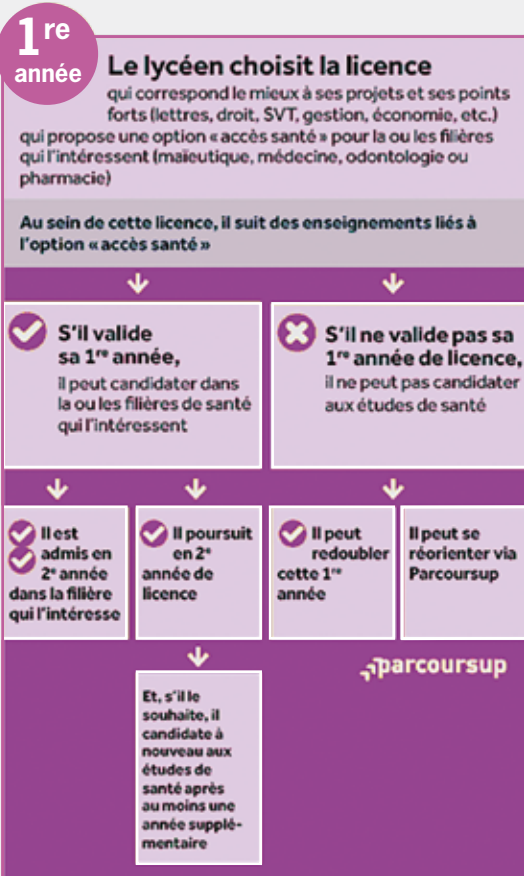 1re
année
Le lycéen choisit la licence
qui correspond le mieux à ses projets et ses points
forts (lettres, droit, SVT, gestion, économie, etc.)
qui propose une option «accès santé» pour la ou les filières
qui l'intéressent (maïeutique, médecine, odontologie ou
pharmacie)
Au sein de cette licence, il suit des enseignements liés à
l'option «accès santé»
S'il valide
sa 1re année,
il peut candidater dans
la ou les filières de santé
qui l'intéressent
S'il ne valide pas sa
1re année de licence,
il ne peut pas candidater
aux études de santé
Il est
admis en
2e année
dans la filière
qui l'intéresse
Il poursuit
en 2e
année de
licence
Il peut
redoubler
cette 1re
année
Il peut se
réorienter via
Parcoursup
parcoursup
Et, s'il le
souhaite, il
candidate à
nouveau aux
études de
santé après
au moins une
année supplé-
mentaire